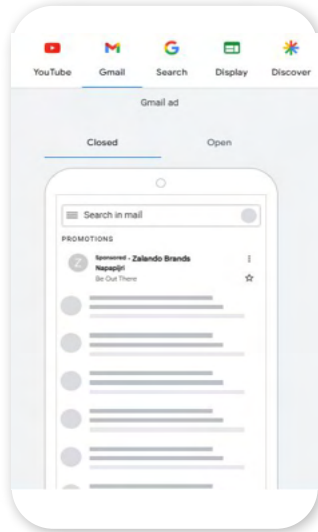 YouTube Gmail Search Display Discover
Gmail ad
Closed Open
Search in mail
PROMOTIONS
Z Sponsored - Zalando Brands
Napapijri
Be Out There